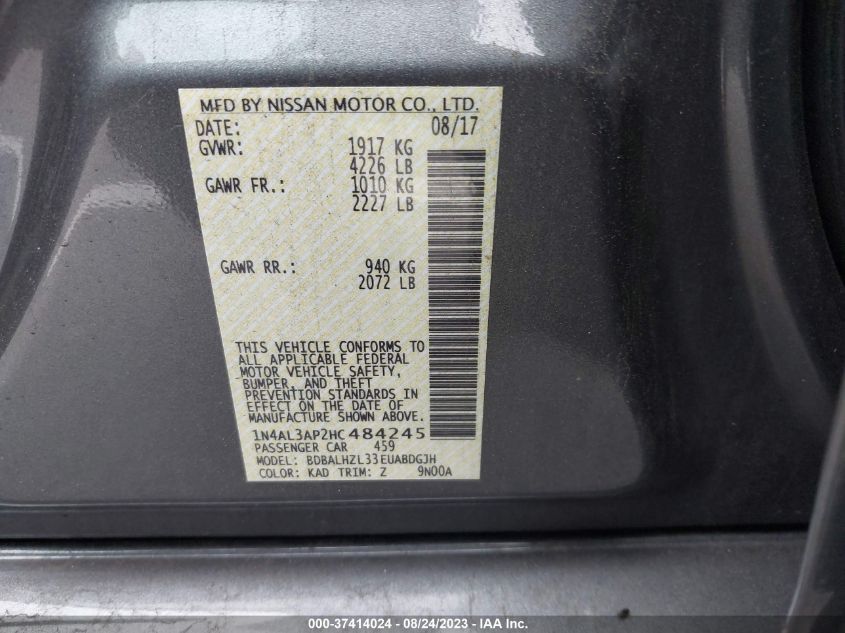 MFD BY NISSAN MOTOR CO., LTD.
DATE: 08/17
GVWR: 1917 KG
4226 LB
GAWR FR.: 1010 KG
2227 LB
GAWR RR.: 940 KG
2072 LB
THIS VEHICLE CONFORMS TO
ALL APPLICABLE FEDERAL
MOTOR VEHICLE SAFETY,
BUMPER, AND THEFT
PREVENTION STANDARDS IN
EFFECT ON THE DATE OF
MANUFACTURE SHOWN ABOVE.
1N4AL3AP2HC484245
PASSENGER CAR 459
MODEL: BDBALHZL33EUABDGJH
COLOR: KAD TRIM: Z 9N00A
000-37414024 - 08/24/2023 - IAA Inc.